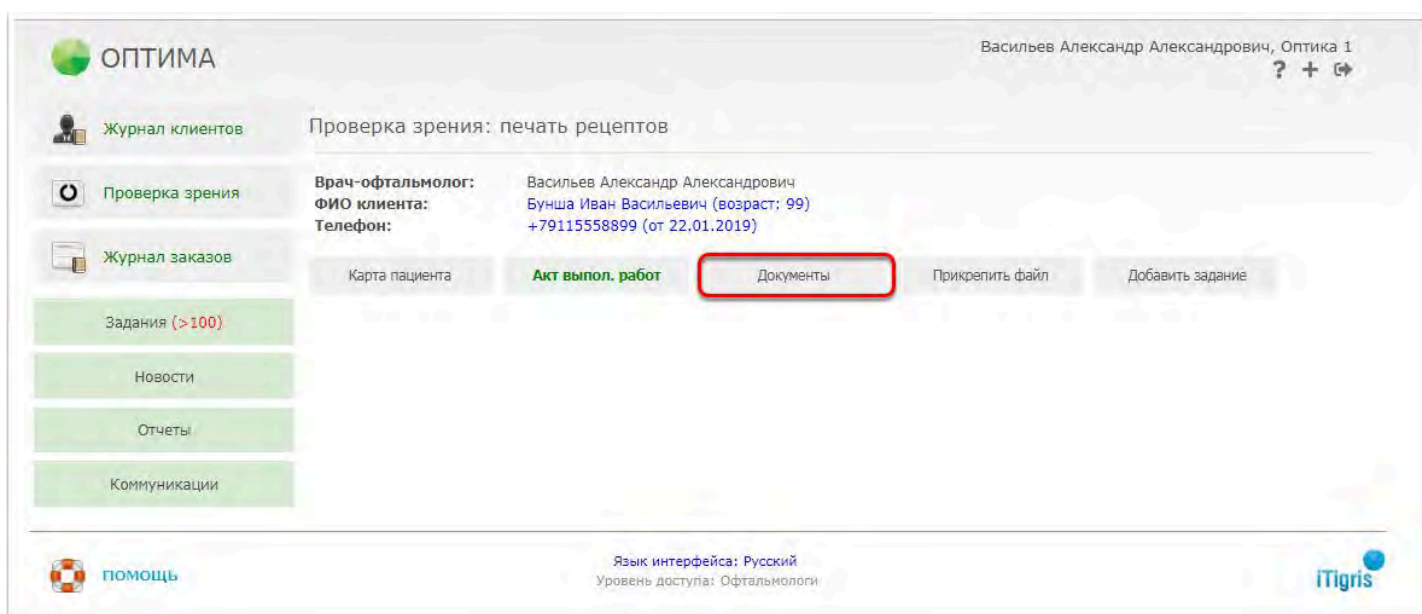 ОПТИМА
Васильев Александр Александрович, Оптика 1
? +
Журнал клиентов
Проверка зрения: печать рецептов
Проверка зрения
Врач-офтальмолог: Васильев Александр Александрович
ФИО клиента: Бунша Иван Васильевич (возраст: 99)
Телефон: +79115558899 (от 22.01.2019)
Журнал заказов
Карта пациента Акт выпол. работ Документы Прикрепить файл Добавить задание
Задания (>100)
Новости
Отчеты
Коммуникации
ПОМОЩЬ
Язык интерфейса: Русский
Уровень доступа: Офтальмологи
iTigris